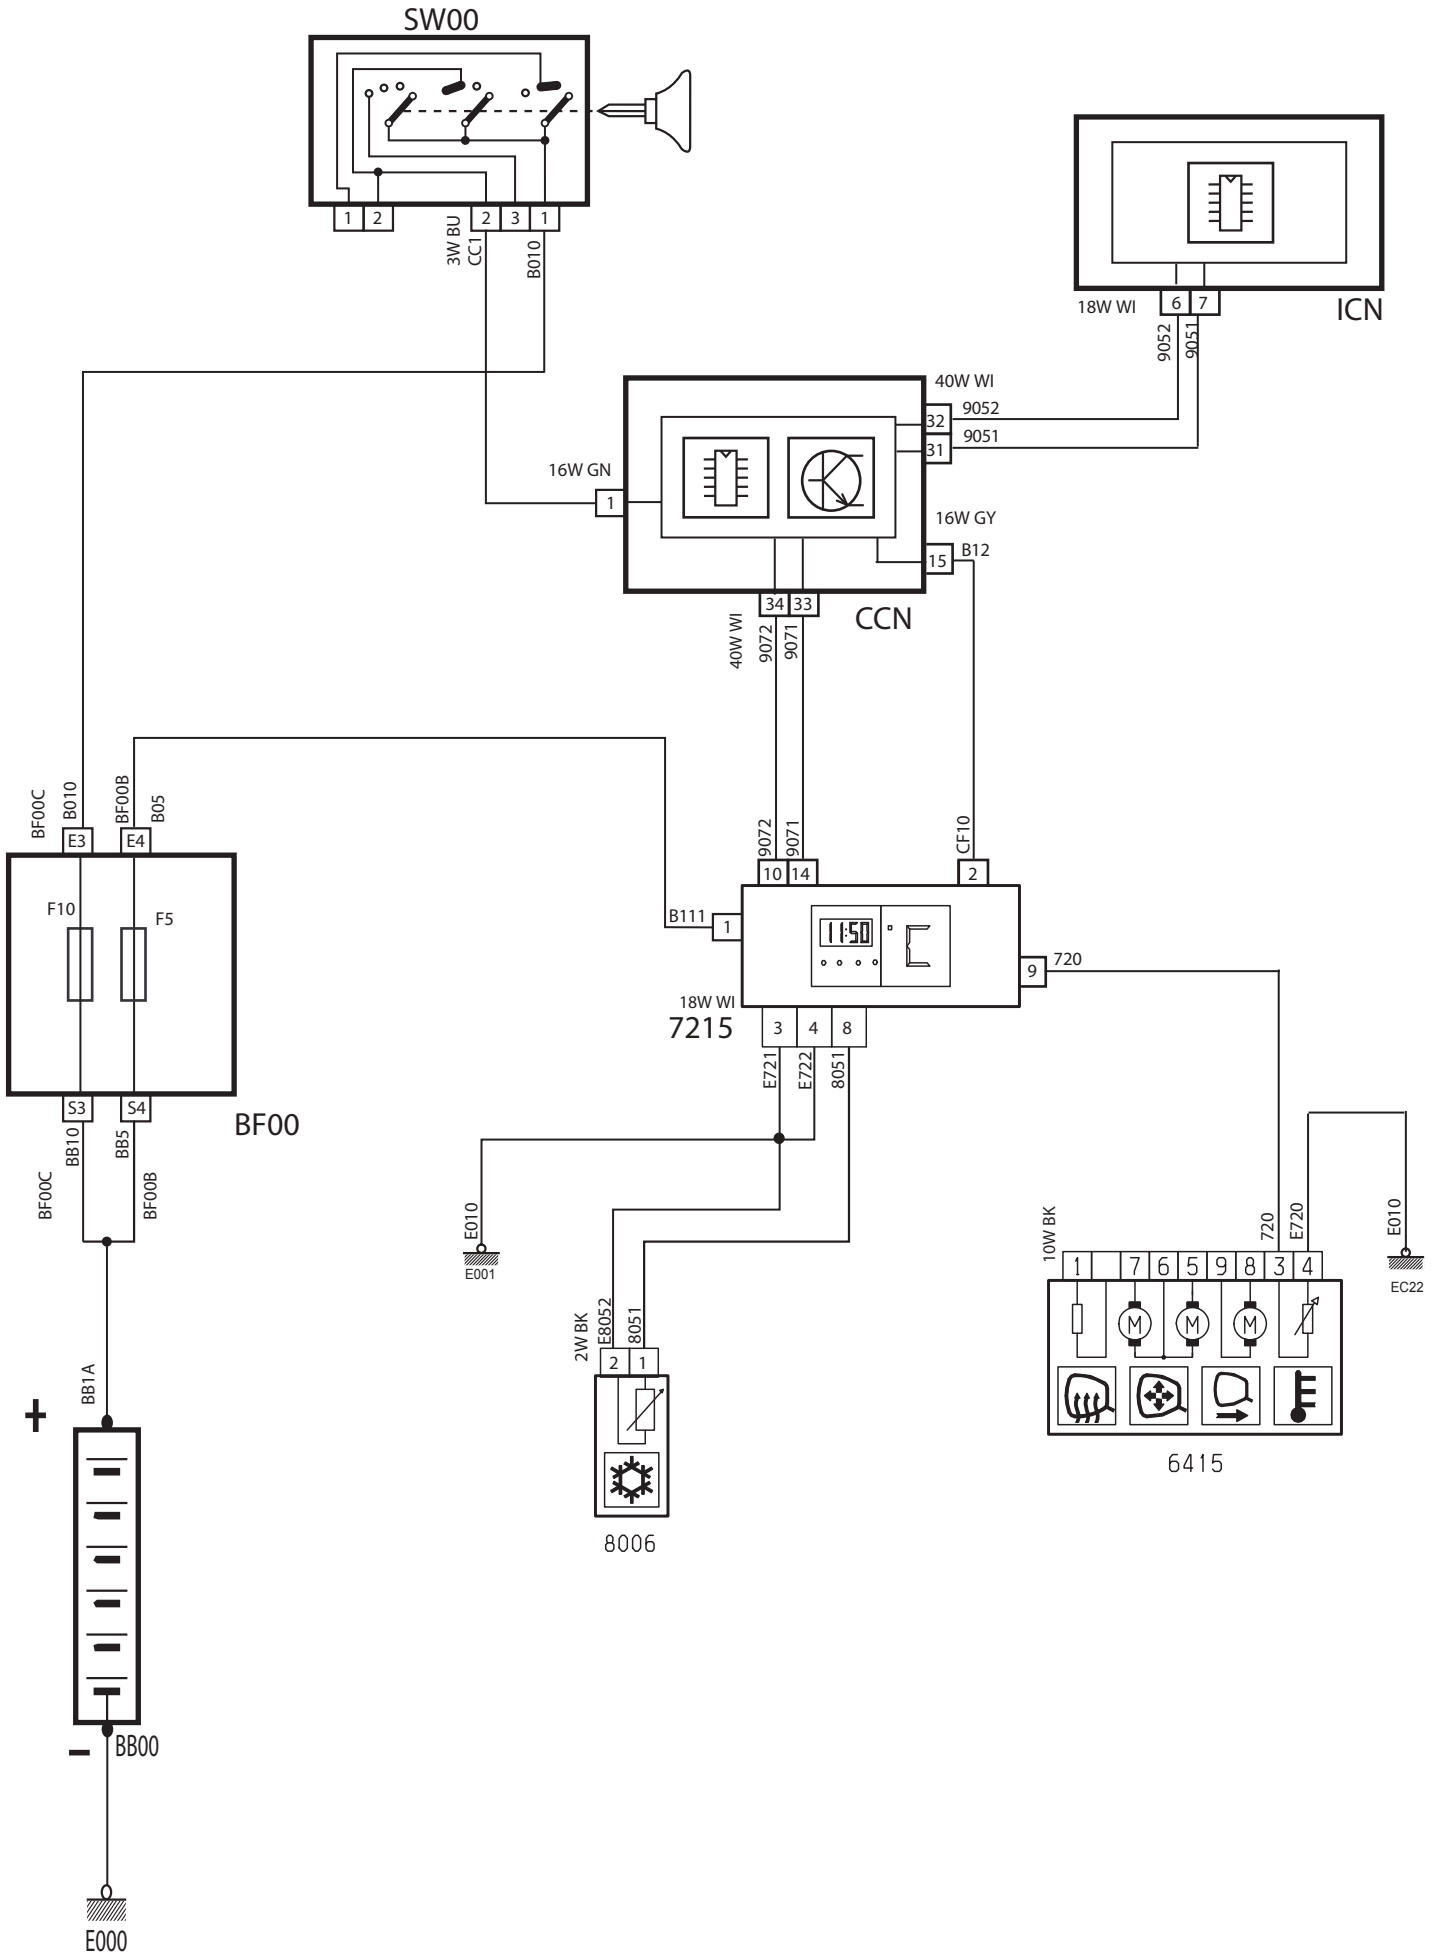 SW00
1 2 2 3 1
3W BU
CC1
B010
ICN
18W WI
6 7
9052
9051
40W WI
32 9052
31 9051
16W GN
1
16W GY
15 B12
CCN
34 33
40W WI
9072
9071
BF00C
B010
BF00B
B05
E3 E4
F10
F5
S3 S4
BF00
BB10
BB5
BF00C
BF00B
9072
9071
CF10
10 14 2
B111
1
11:50
°C
9 720
18W WI
7215
3 4 8
E721
E722
8051
E010
E001
2W BK
E8052
8051
2 1
8006
10W BK
720
E720
E010
EC22
1 7 6 5 9 8 3 4
M M M
6415
BB1A
+
-
BB00
E000